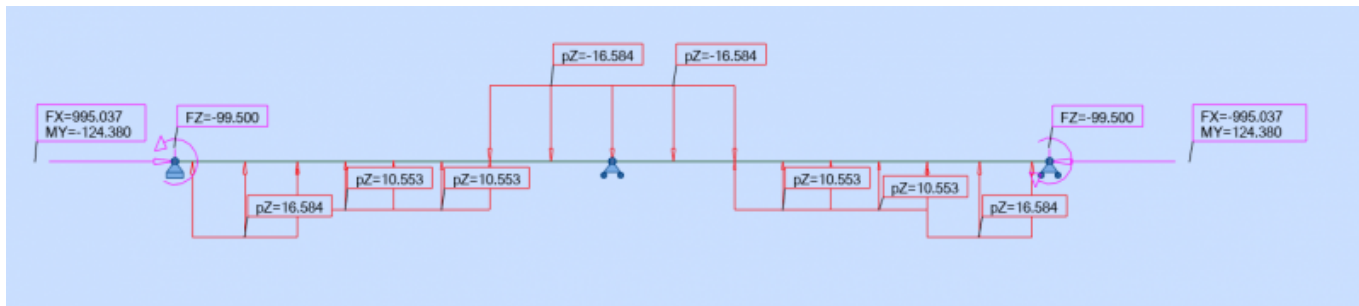 pZ=-16.584
pZ=-16.584
FX=995.037
MY=-124.380
FZ=-99.500
FZ=-99.500
FX=-995.037
MY=124.380
pZ=10.553
pZ=10.553
pZ=10.553
pZ=10.553
pZ=16.584
pZ=16.584